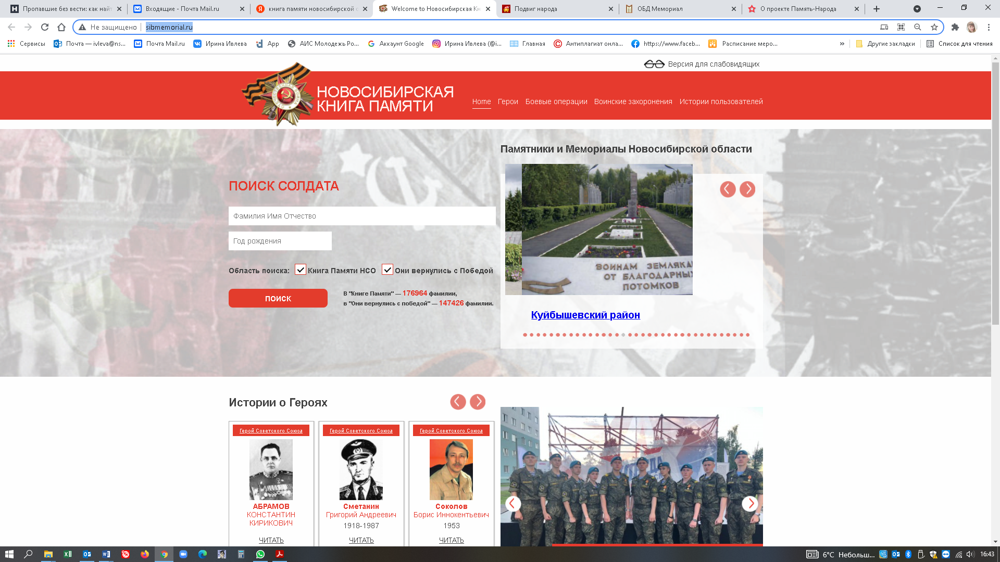 Пропавшие без вести: как найт
Входящие - Почта Mail.ru
книга памяти новосибирской о
Welcome to Новосибирская Кн
Подвиг народа
ОБД Мемориал
О проекте Память-Народа
Не защищено
sibmemorial.ru
Сервисы
Почта — ivleva@ns...
Почта Mail.ru
Ирина Ивлева
App
АИС Молодежь Ро...
Аккаунт Google
Ирина Ивлева (@i...
Главная
Антиплагиат онла...
https://www.faceb...
Расписание меро...
»
Другие закладки
Список для чтения
Версия для слабовидящих
НОВОСИБИРСКАЯ
КНИГА ПАМЯТИ
Home Герои Боевые операции Воинские захоронения Истории пользователей
Памятники и Мемориалы Новосибирской области
ПОИСК СОЛДАТА
Фамилия Имя Отчество
Год рождения
Область поиска: Книга Памяти НСО Они вернулись с Победой
ПОИСК
В "Книге Памяти" — 176964 фамилии,
в "Они вернулись с победой" — 147426 фамилии.
ВОИНАМ ЗЕМЛЯКА
ОТ БЛАГОДАРНЫХ
ПОТОМКОВ
Куйбышевский район
Истории о Героях
Герой Советского Союза
АБРАМОВ
КОНСТАНТИН
КИРИКОВИЧ
ЧИТАТЬ
Герой Советского Союза
Сметанин
Григорий Андреевич
1918-1987
ЧИТАТЬ
Герой Советского Союза
Соколов
Борис Иннокентьевич
1953
ЧИТАТЬ
6°C Небольш...
16:43